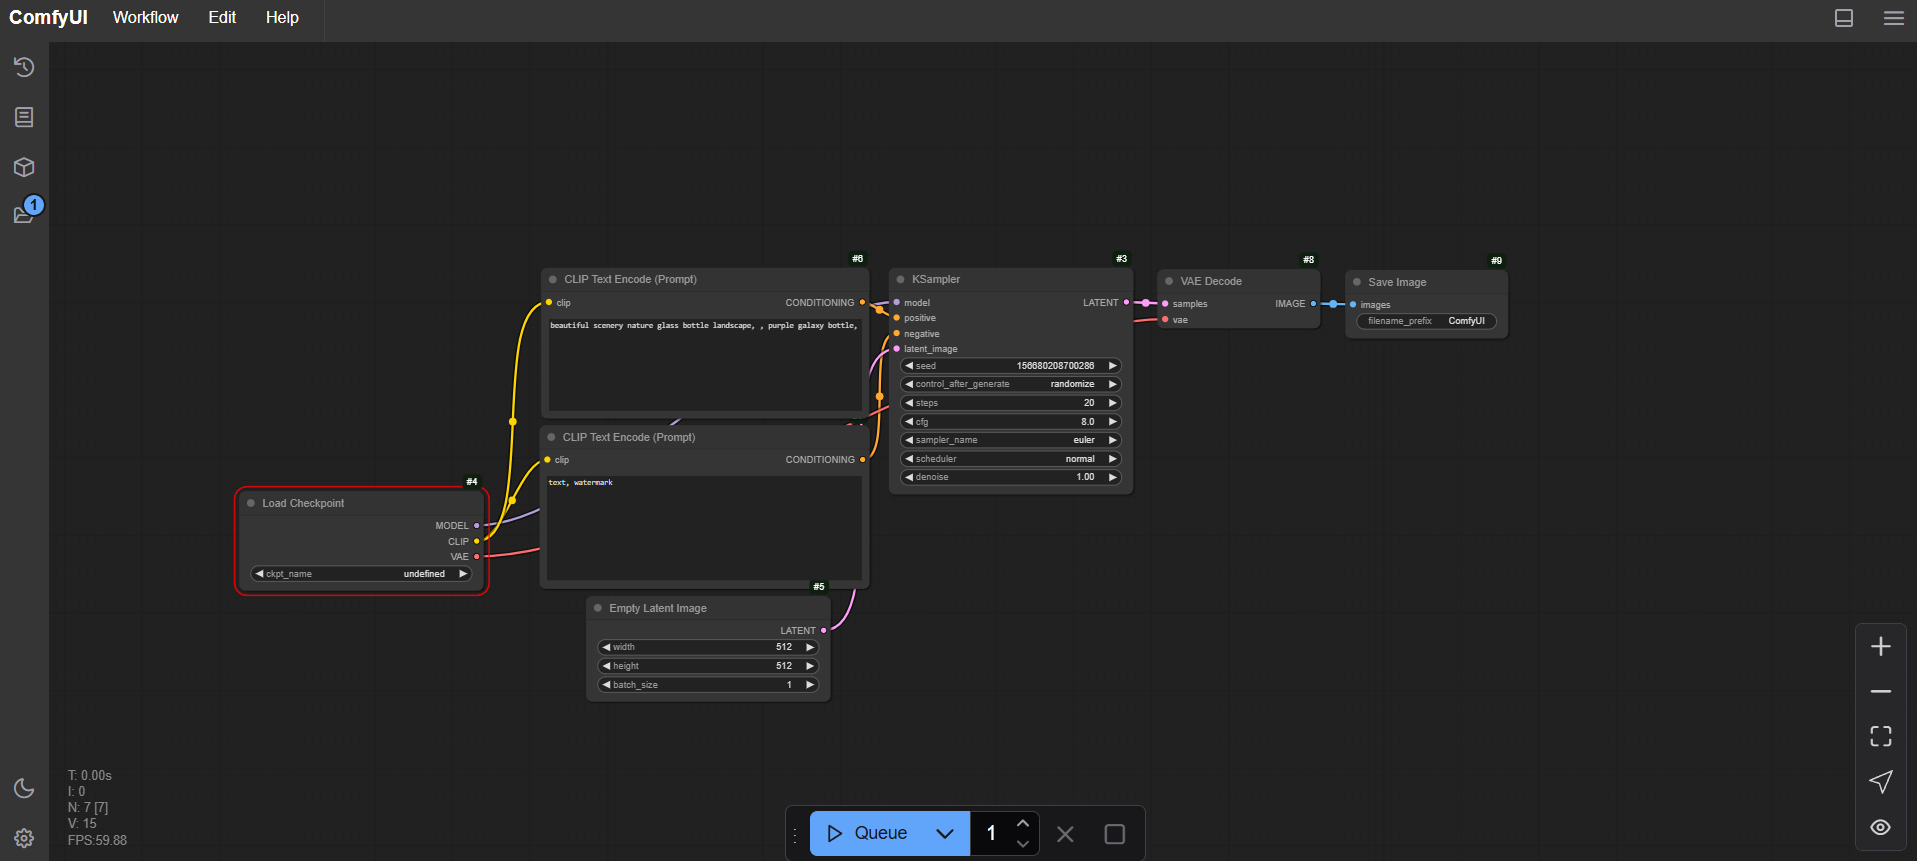 ComfyUI Workflow Edit Help
1
#6
CLIP Text Encode (Prompt)
clip CONDITIONING
beautiful scenery nature glass bottle landscape, , purple galaxy bottle,
CLIP Text Encode (Prompt)
clip CONDITIONING
text, watermark
#4
Load Checkpoint
MODEL
CLIP
VAE
ckpt_name undefined
#5
Empty Latent Image
LATENT
width 512
height 512
batch_size 1
#3
KSampler
model LATENT
positive
negative
latent_image
seed 156680208700286
control_after_generate randomize
steps 20
cfg 8.0
sampler_name euler
scheduler normal
denoise 1.00
#8
VAE Decode
samples IMAGE
vae
#9
Save Image
images
filename_prefix ComfyUI
T: 0.00s
I: 0
N: 7 [7]
V: 15
FPS:59.88
Queue 1